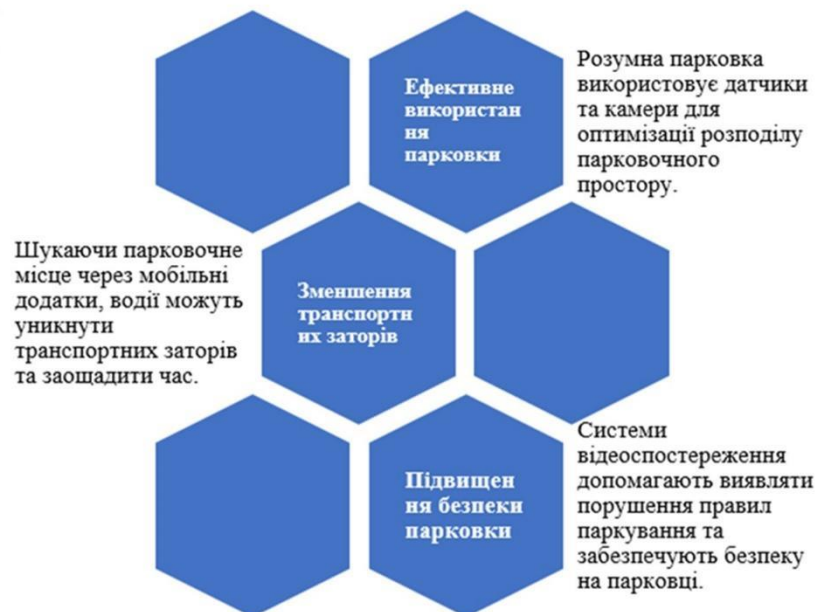 Ефективне
використан
ня
парковки
Розумна парковка
використовує датчики
та камери для
оптимізації розподілу
парковочного
простору.
Шукаючи парковочне
місце через мобільні
додатки, водії можуть
уникнути
транспортних заторів
та заощадити час.
Зменшення
транспортн
их заторів
Підвищен
ня безпеки
парковки
Системи
відеоспостереження
допомагають виявляти
порушення правил
паркування та
забезпечують безпеку
на парковці.